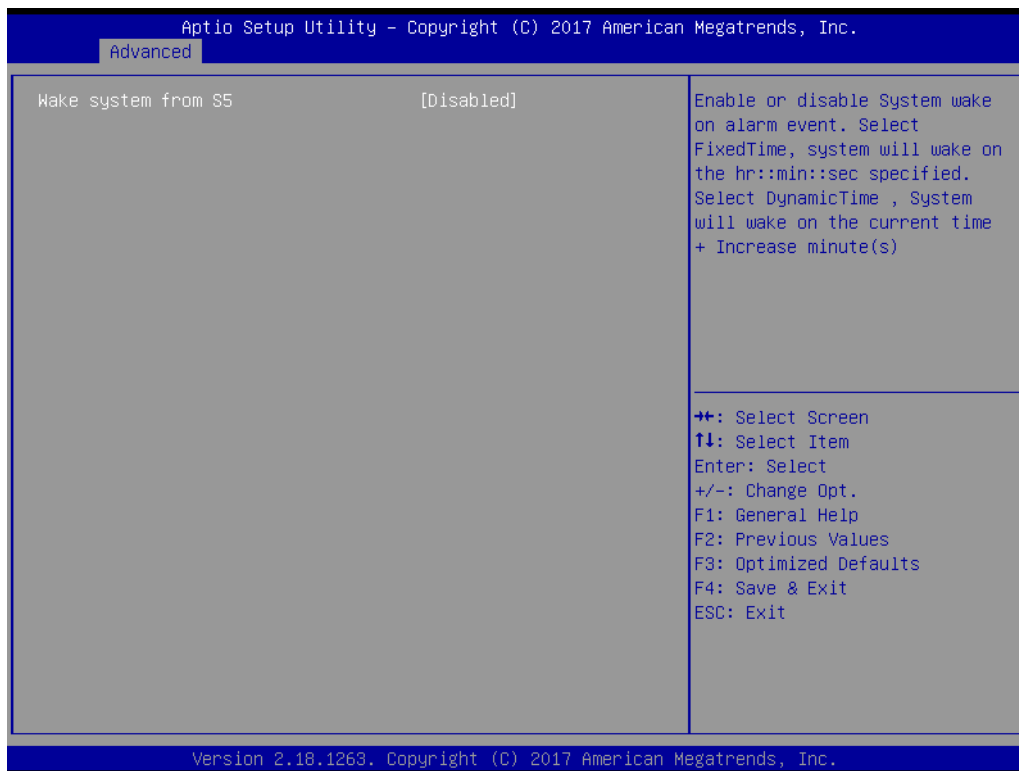 Aptio Setup Utility – Copyright (C) 2017 American Megatrends, Inc.
Advanced
Wake system from S5 [Disabled]
Enable or disable System wake
on alarm event. Select
FixedTime, system will wake on
the hr::min::sec specified.
Select DynamicTime , System
will wake on the current time
+ Increase minute(s)
→←: Select Screen
↑↓: Select Item
Enter: Select
+/-: Change Opt.
F1: General Help
F2: Previous Values
F3: Optimized Defaults
F4: Save & Exit
ESC: Exit
Version 2.18.1263. Copyright (C) 2017 American Megatrends, Inc.